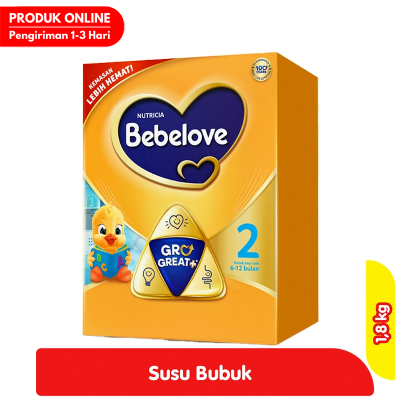 PRODUK ONLINE
Pengiriman 1-3 Hari
KEMASAN
LEBIH HEMAT!
NUTRICIA
Bebelove
GRO
GREAT+
2
6-12 bulan
A B C
1,8 kg
Susu Bubuk